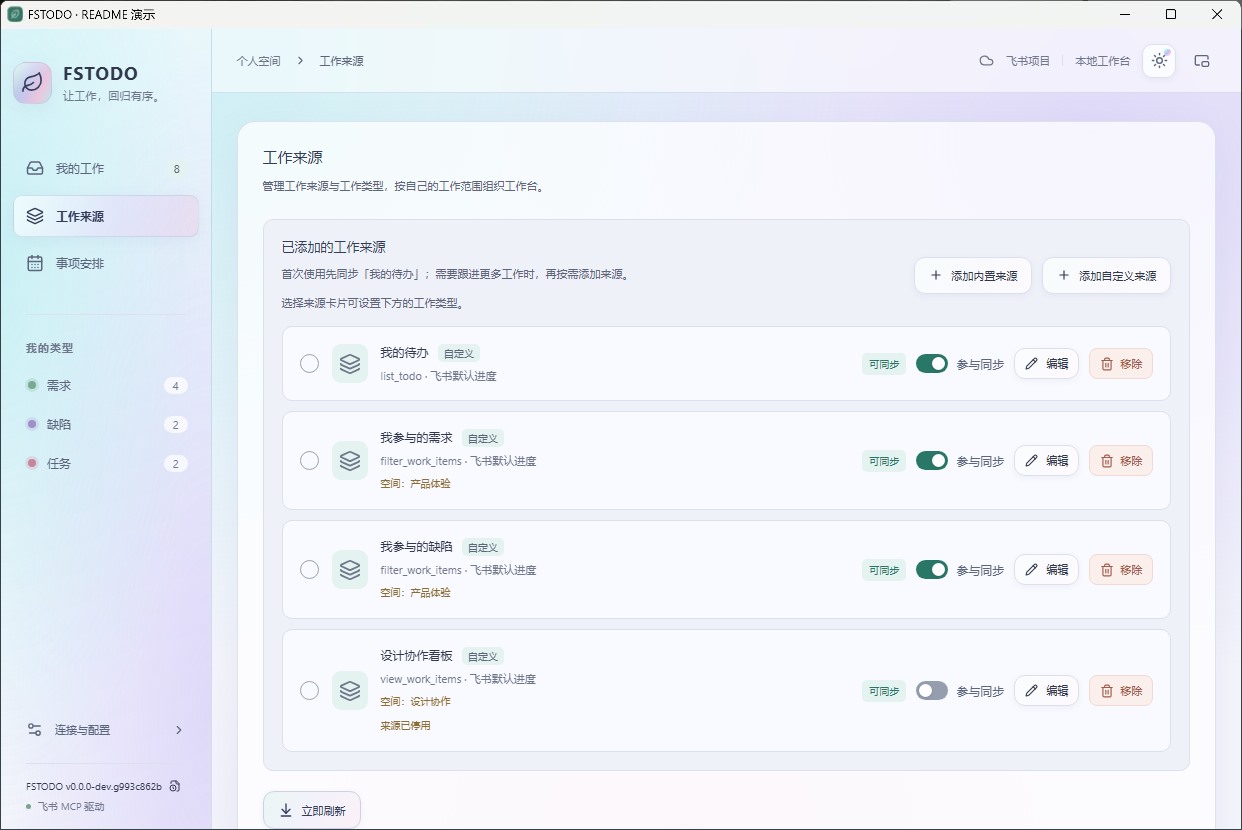 FSTODO · README 演示
FSTODO
让工作，回归有序。
我的工作 8
工作来源
事项安排
我的类型
需求 4
缺陷 2
任务 2
连接与配置
FSTODO v0.0.0-dev.g993c862b
飞书 MCP 驱动
个人空间 > 工作来源
飞书项目 本地工作台
工作来源
管理工作来源与工作类型，按自己的工作范围组织工作台。
已添加的工作来源
首次使用先同步「我的待办」；需要跟进更多工作时，再按需添加来源。
选择来源卡片可设置下方的工作类型。
添加内置来源 添加自定义来源
我的待办 自定义
list_todo · 飞书默认进度
可同步 参与同步 编辑 移除
我参与的需求 自定义
filter_work_items · 飞书默认进度
空间：产品体验
可同步 参与同步 编辑 移除
我参与的缺陷 自定义
filter_work_items · 飞书默认进度
空间：产品体验
可同步 参与同步 编辑 移除
设计协作看板 自定义
view_work_items · 飞书默认进度
空间：设计协作
来源已停用
可同步 参与同步 编辑 移除
立即刷新